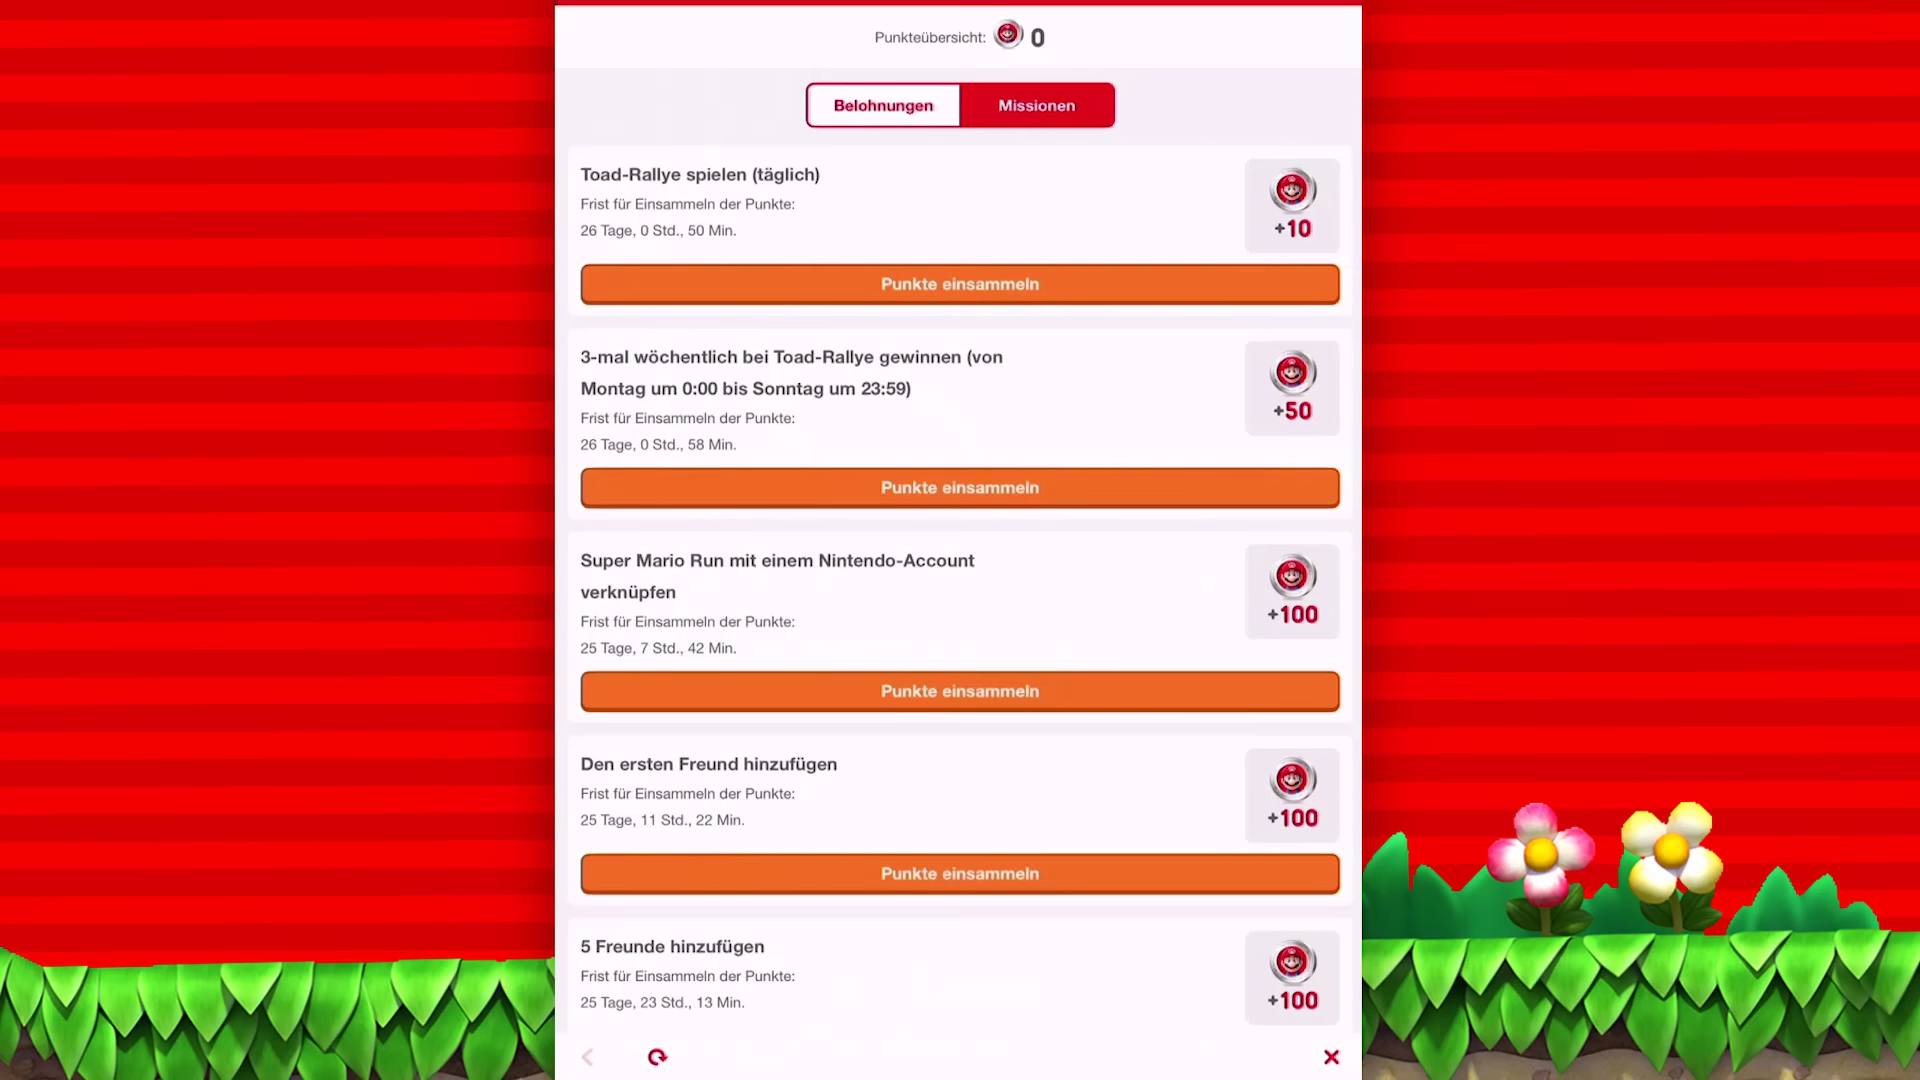 Punkteübersicht: 0
Belohnungen Missionen
Toad-Rallye spielen (täglich)
Frist für Einsammeln der Punkte:
26 Tage, 0 Std., 50 Min.
+10
Punkte einsammeln
3-mal wöchentlich bei Toad-Rallye gewinnen (von
Montag um 0:00 bis Sonntag um 23:59)
Frist für Einsammeln der Punkte:
26 Tage, 0 Std., 58 Min.
+50
Punkte einsammeln
Super Mario Run mit einem Nintendo-Account
verknüpfen
Frist für Einsammeln der Punkte:
25 Tage, 7 Std., 42 Min.
+100
Punkte einsammeln
Den ersten Freund hinzufügen
Frist für Einsammeln der Punkte:
25 Tage, 11 Std., 22 Min.
+100
Punkte einsammeln
5 Freunde hinzufügen
Frist für Einsammeln der Punkte:
25 Tage, 23 Std., 13 Min.
+100